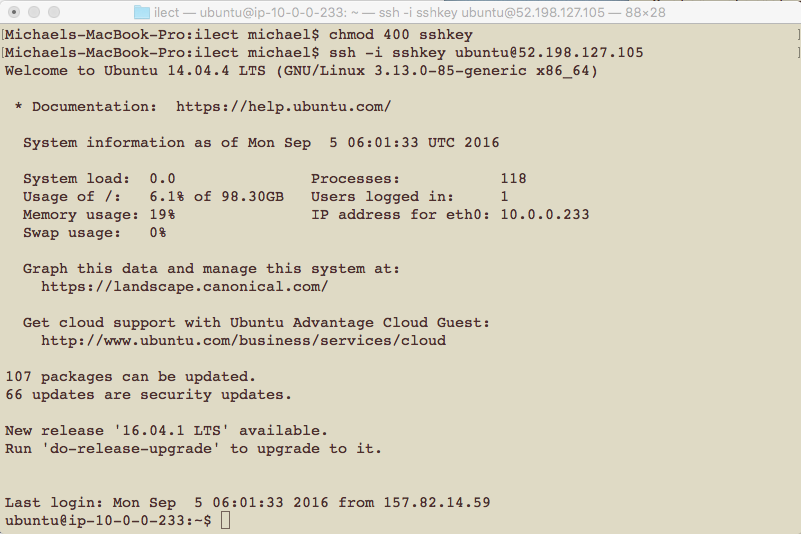 ilect — ubuntu@ip-10-0-0-233: ~ — ssh -i sshkey ubuntu@52.198.127.105 — 88×28
[Michaels-MacBook-Pro:ilect michael$ chmod 400 sshkey ]
[Michaels-MacBook-Pro:ilect michael$ ssh -i sshkey ubuntu@52.198.127.105 ]
Welcome to Ubuntu 14.04.4 LTS (GNU/Linux 3.13.0-85-generic x86_64)
* Documentation:  https://help.ubuntu.com/
System information as of Mon Sep  5 06:01:33 UTC 2016
System load:  0.0               Processes:           118
Usage of /:   6.1% of 98.30GB   Users logged in:     1
Memory usage: 19%               IP address for eth0: 10.0.0.233
Swap usage:   0%
Graph this data and manage this system at:
https://landscape.canonical.com/
Get cloud support with Ubuntu Advantage Cloud Guest:
http://www.ubuntu.com/business/services/cloud
107 packages can be updated.
66 updates are security updates.
New release '16.04.1 LTS' available.
Run 'do-release-upgrade' to upgrade to it.
Last login: Mon Sep  5 06:01:33 2016 from 157.82.14.59
ubuntu@ip-10-0-0-233:~$